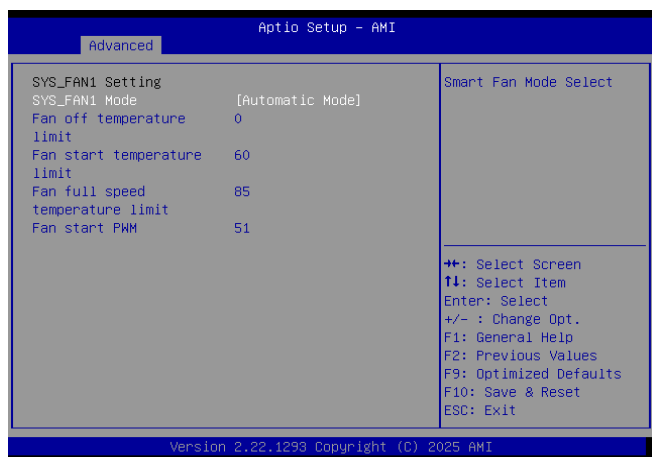 Aptio Setup - AMI
Advanced
SYS_FAN1 Setting
SYS_FAN1 Mode [Automatic Mode]
Fan off temperature 0
limit
Fan start temperature 60
limit
Fan full speed 85
temperature limit
Fan start PWM 51
Smart Fan Mode Select
→←: Select Screen
↑↓: Select Item
Enter: Select
+/- : Change Opt.
F1: General Help
F2: Previous Values
F9: Optimized Defaults
F10: Save & Reset
ESC: Exit
Version 2.22.1293 Copyright (C) 2025 AMI